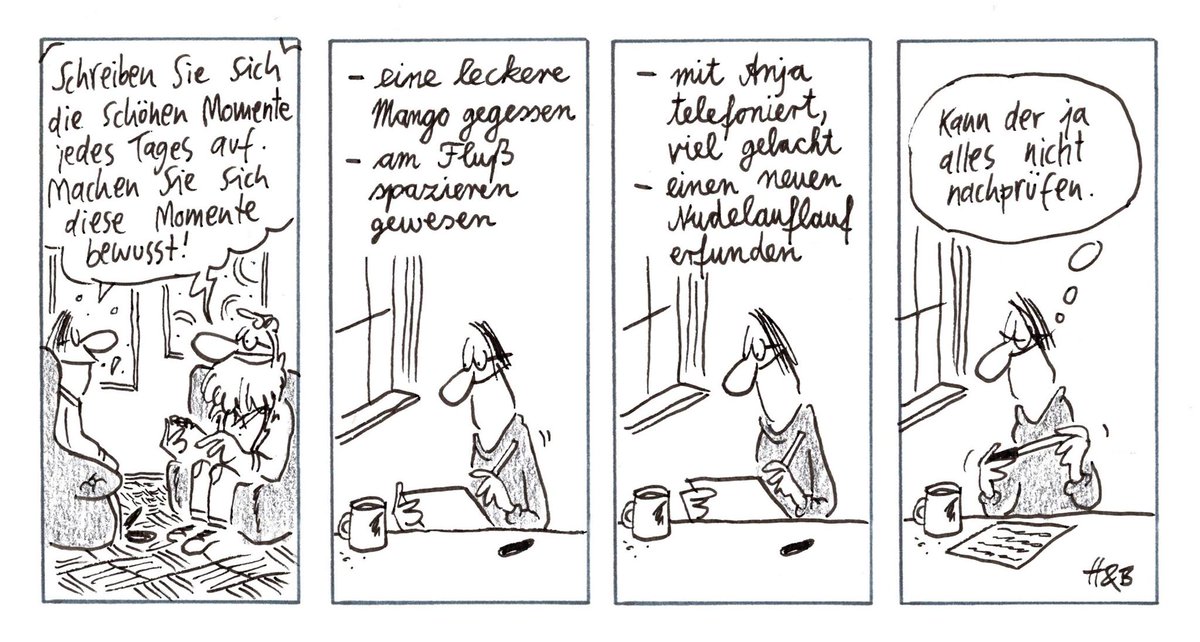 Schreiben Sie sich
die schönen Momente
jedes Tages auf.
Machen Sie sich
diese Momente
bewusst!
- eine leckere
Mango gegessen
- am Fluß
spazieren
gewesen
- mit Anja
telefoniert,
viel gelacht
- einen neuen
Nudelauflauf
erfunden
Kann der ja
alles nicht
nachprüfen.
H&B